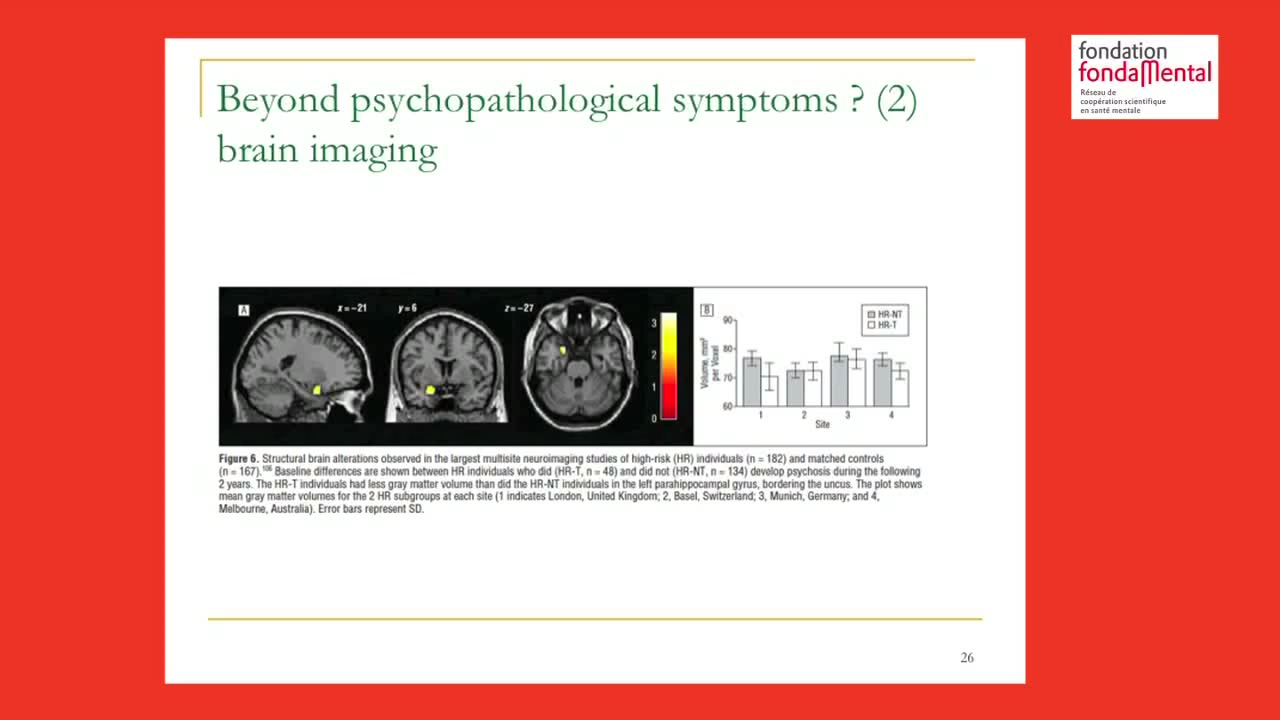 fondation
fondaMental
Réseau de
coopération scientifique
en santé mentale
Beyond psychopathological symptoms ? (2)
brain imaging
A
x=−21
y=6
z=−27
3
2
1
0
B
HR-NT
HR-T
Volume, mm³
per Voxel
90
80
70
60
1 2 3 4
Site
Figure 6. Structural brain alterations observed in the largest multisite neuroimaging studies of high-risk (HR) individuals (n = 182) and matched controls
(n = 167).¹⁰⁶ Baseline differences are shown between HR individuals who did (HR-T, n = 48) and did not (HR-NT, n = 134) develop psychosis during the following
2 years. The HR-T individuals had less gray matter volume than did the HR-NT individuals in the left parahippocampal gyrus, bordering the uncus. The plot shows
mean gray matter volumes for the 2 HR subgroups at each site (1 indicates London, United Kingdom; 2, Basel, Switzerland; 3, Munich, Germany; and 4,
Melbourne, Australia). Error bars represent SD.
26